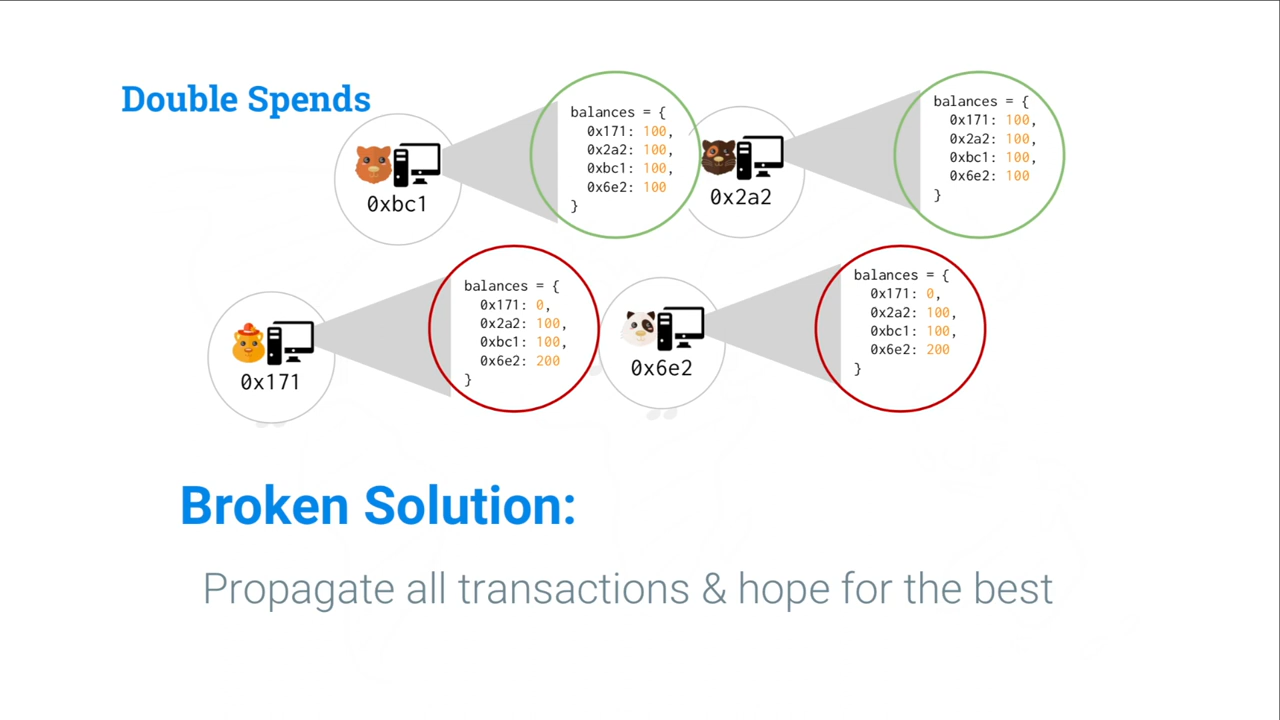 Double Spends
balances = {
0x171: 100,
0x2a2: 100,
0xbc1: 100,
0x6e2: 100
}
0xbc1
balances = {
0x171: 100,
0x2a2: 100,
0xbc1: 100,
0x6e2: 100
}
0x2a2
balances = {
0x171: 0,
0x2a2: 100,
0xbc1: 100,
0x6e2: 200
}
0x171
balances = {
0x171: 0,
0x2a2: 100,
0xbc1: 100,
0x6e2: 200
}
0x6e2
Broken Solution:
Propagate all transactions & hope for the best